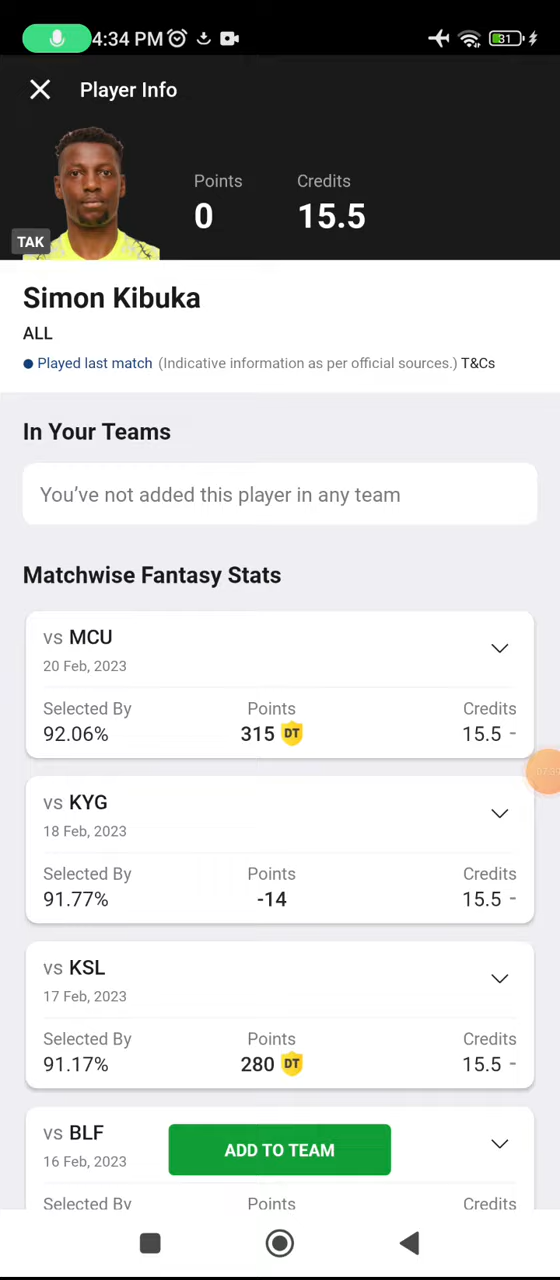 4:34 PM
31
Player Info
Points
Credits
0
15.5
TAK
Simon Kibuka
ALL
Played last match (Indicative information as per official sources.) T&Cs
In Your Teams
You’ve not added this player in any team
Matchwise Fantasy Stats
vs MCU
20 Feb, 2023
Selected By Points Credits
92.06% 315 DT 15.5 -
vs KYG
18 Feb, 2023
Selected By Points Credits
91.77% -14 15.5 -
vs KSL
17 Feb, 2023
Selected By Points Credits
91.17% 280 DT 15.5 -
vs BLF
16 Feb, 2023
ADD TO TEAM
Selected By Points Credits